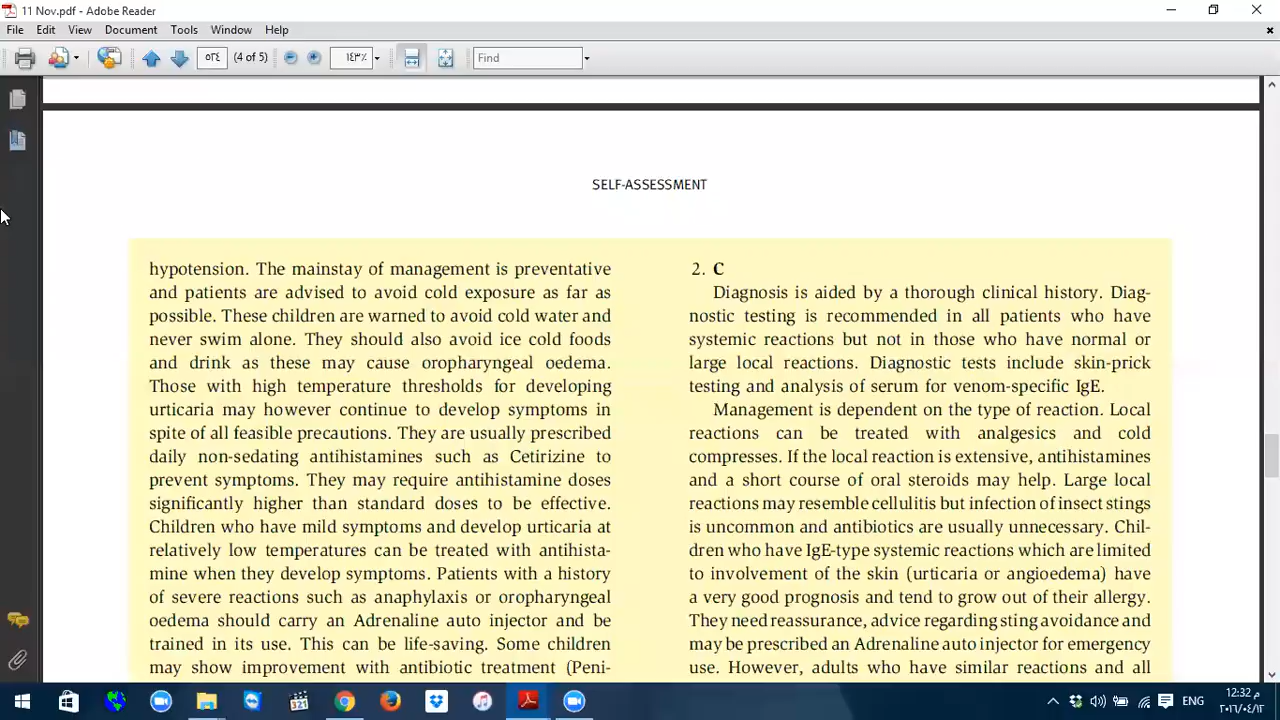 11 Nov.pdf - Adobe Reader
File Edit View Document Tools Window Help
٥٣٤ (4 of 5) ١٤٣٪ Find
SELF-ASSESSMENT
hypotension. The mainstay of management is preventative
and patients are advised to avoid cold exposure as far as
possible. These children are warned to avoid cold water and
never swim alone. They should also avoid ice cold foods
and drink as these may cause oropharyngeal oedema.
Those with high temperature thresholds for developing
urticaria may however continue to develop symptoms in
spite of all feasible precautions. They are usually prescribed
daily non-sedating antihistamines such as Cetirizine to
prevent symptoms. They may require antihistamine doses
significantly higher than standard doses to be effective.
Children who have mild symptoms and develop urticaria at
relatively low temperatures can be treated with antihista-
mine when they develop symptoms. Patients with a history
of severe reactions such as anaphylaxis or oropharyngeal
oedema should carry an Adrenaline auto injector and be
trained in its use. This can be life-saving. Some children
may show improvement with antibiotic treatment (Peni-
2. C
Diagnosis is aided by a thorough clinical history. Diag-
nostic testing is recommended in all patients who have
systemic reactions but not in those who have normal or
large local reactions. Diagnostic tests include skin-prick
testing and analysis of serum for venom-specific IgE.
Management is dependent on the type of reaction. Local
reactions can be treated with analgesics and cold
compresses. If the local reaction is extensive, antihistamines
and a short course of oral steroids may help. Large local
reactions may resemble cellulitis but infection of insect stings
is uncommon and antibiotics are usually unnecessary. Chil-
dren who have IgE-type systemic reactions which are limited
to involvement of the skin (urticaria or angioedema) have
a very good prognosis and tend to grow out of their allergy.
They need reassurance, advice regarding sting avoidance and
may be prescribed an Adrenaline auto injector for emergency
use. However, adults who have similar reactions and all
321
ENG
12:32 م
٢٠١٦/٠٤/١٢